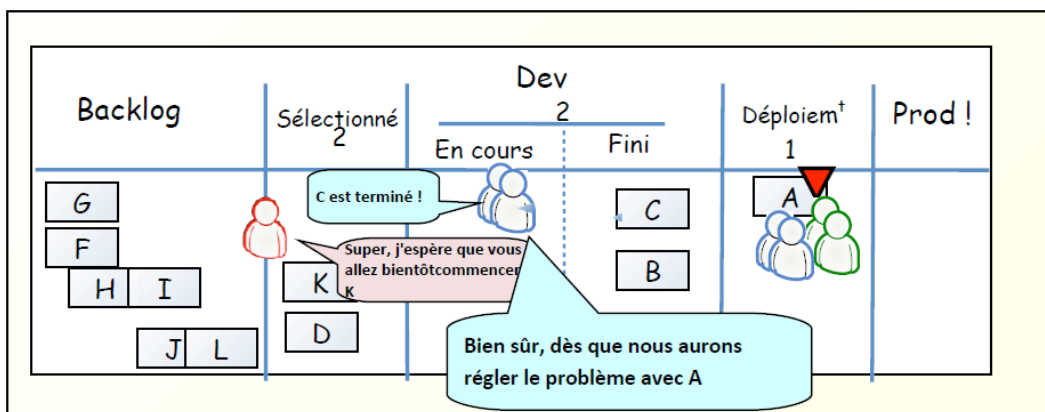 Dev
Backlog
Sélectionné
2
2
Déploiem†
1
Prod !
En cours
Fini
C est terminé !
G
F
H I
J L
Super, j'espère que vous
allez bientôtcommencer
K
K
D
C
B
A
Bien sûr, dès que nous aurons
régler le problème avec A